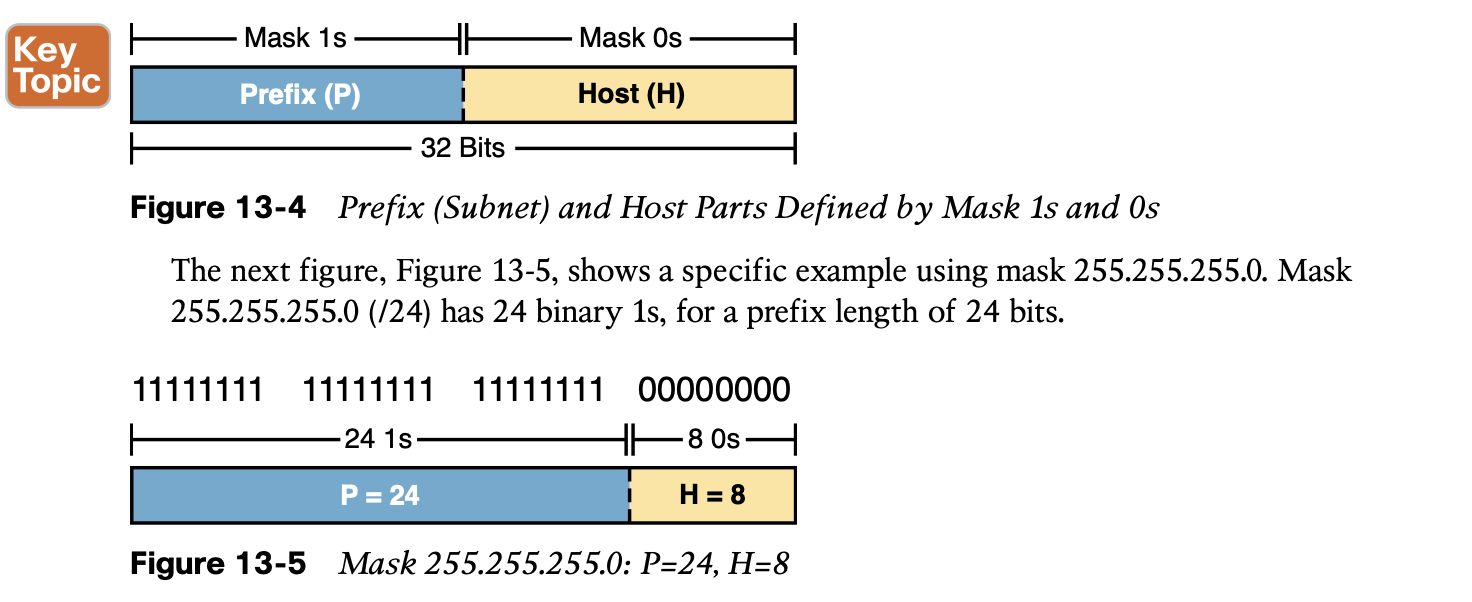 Key
Topic
Mask 1s
Mask 0s
Prefix (P)
Host (H)
32 Bits
Figure 13-4 Prefix (Subnet) and Host Parts Defined by Mask 1s and 0s
The next figure, Figure 13-5, shows a specific example using mask 255.255.255.0. Mask
255.255.255.0 (/24) has 24 binary 1s, for a prefix length of 24 bits.
11111111 11111111 11111111 00000000
24 1s
8 0s
P = 24
H = 8
Figure 13-5 Mask 255.255.255.0: P=24, H=8